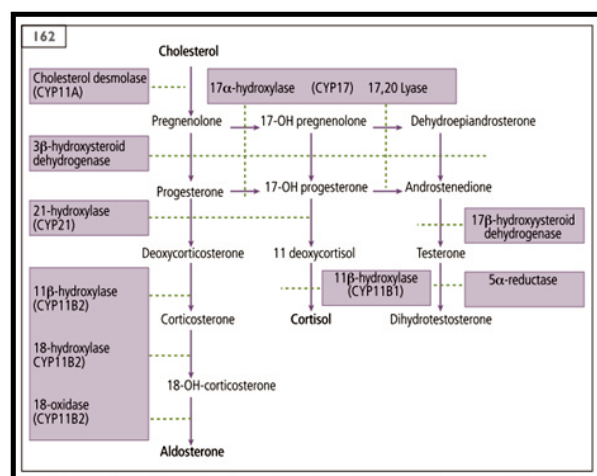 162
Cholesterol
Cholesterol desmolase
(CYP11A)
17α-hydroxylase (CYP17) 17,20 Lyase
Pregnenolone 17-OH pregnenolone Dehydroepiandrosterone
3β-hydroxysteroid
dehydrogenase
Progesterone 17-OH progesterone Androstenedione
21-hydroxylase
(CYP21)
17β-hydroxyysteroid
dehydrogenase
Deoxycorticosterone 11 deoxycortisol Testerone
11β-hydroxylase
(CYP11B2)
11β-hydroxylase
(CYP11B1)
5α-reductase
Corticosterone Cortisol Dihydrotestosterone
18-hydroxylase
CYP11B2)
18-OH-corticosterone
18-oxidase
(CYP11B2)
Aldosterone